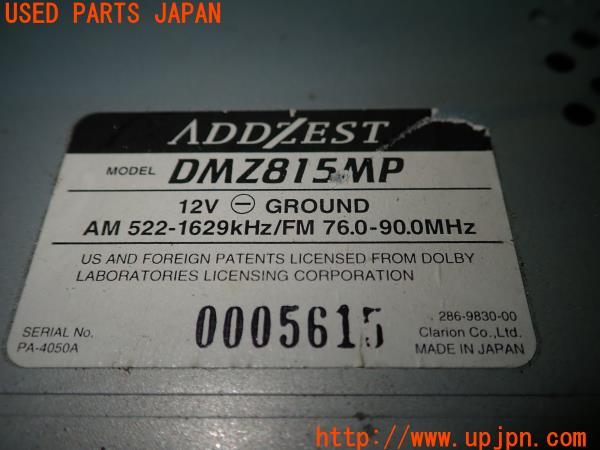 USED PARTS JAPAN
ADDZEST
MODEL DMZ815MP
12V ⊖ GROUND
AM 522-1629kHz/FM 76.0-90.0MHz
US AND FOREIGN PATENTS LICENSED FROM DOLBY
LABORATORIES LICENSING CORPORATION
SERIAL No.
PA-4050A
0005615
286-9830-00
Clarion Co.,Ltd.
MADE IN JAPAN
http://www.upjpn.com